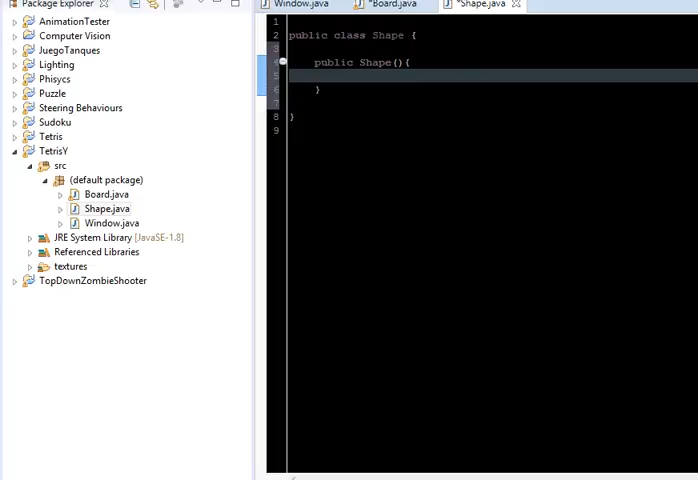 Package Explorer
Window.java
*Board.java
*Shape.java
AnimationTester
Computer Vision
JuegoTanques
Lighting
Phisycs
Puzzle
Steering Behaviours
Sudoku
Tetris
TetrisY
src
(default package)
Board.java
Shape.java
Window.java
JRE System Library [JavaSE-1.8]
Referenced Libraries
textures
TopDownZombieShooter
1
2 public class Shape {
3
4 public Shape(){
5
6 }
7
8 }
9